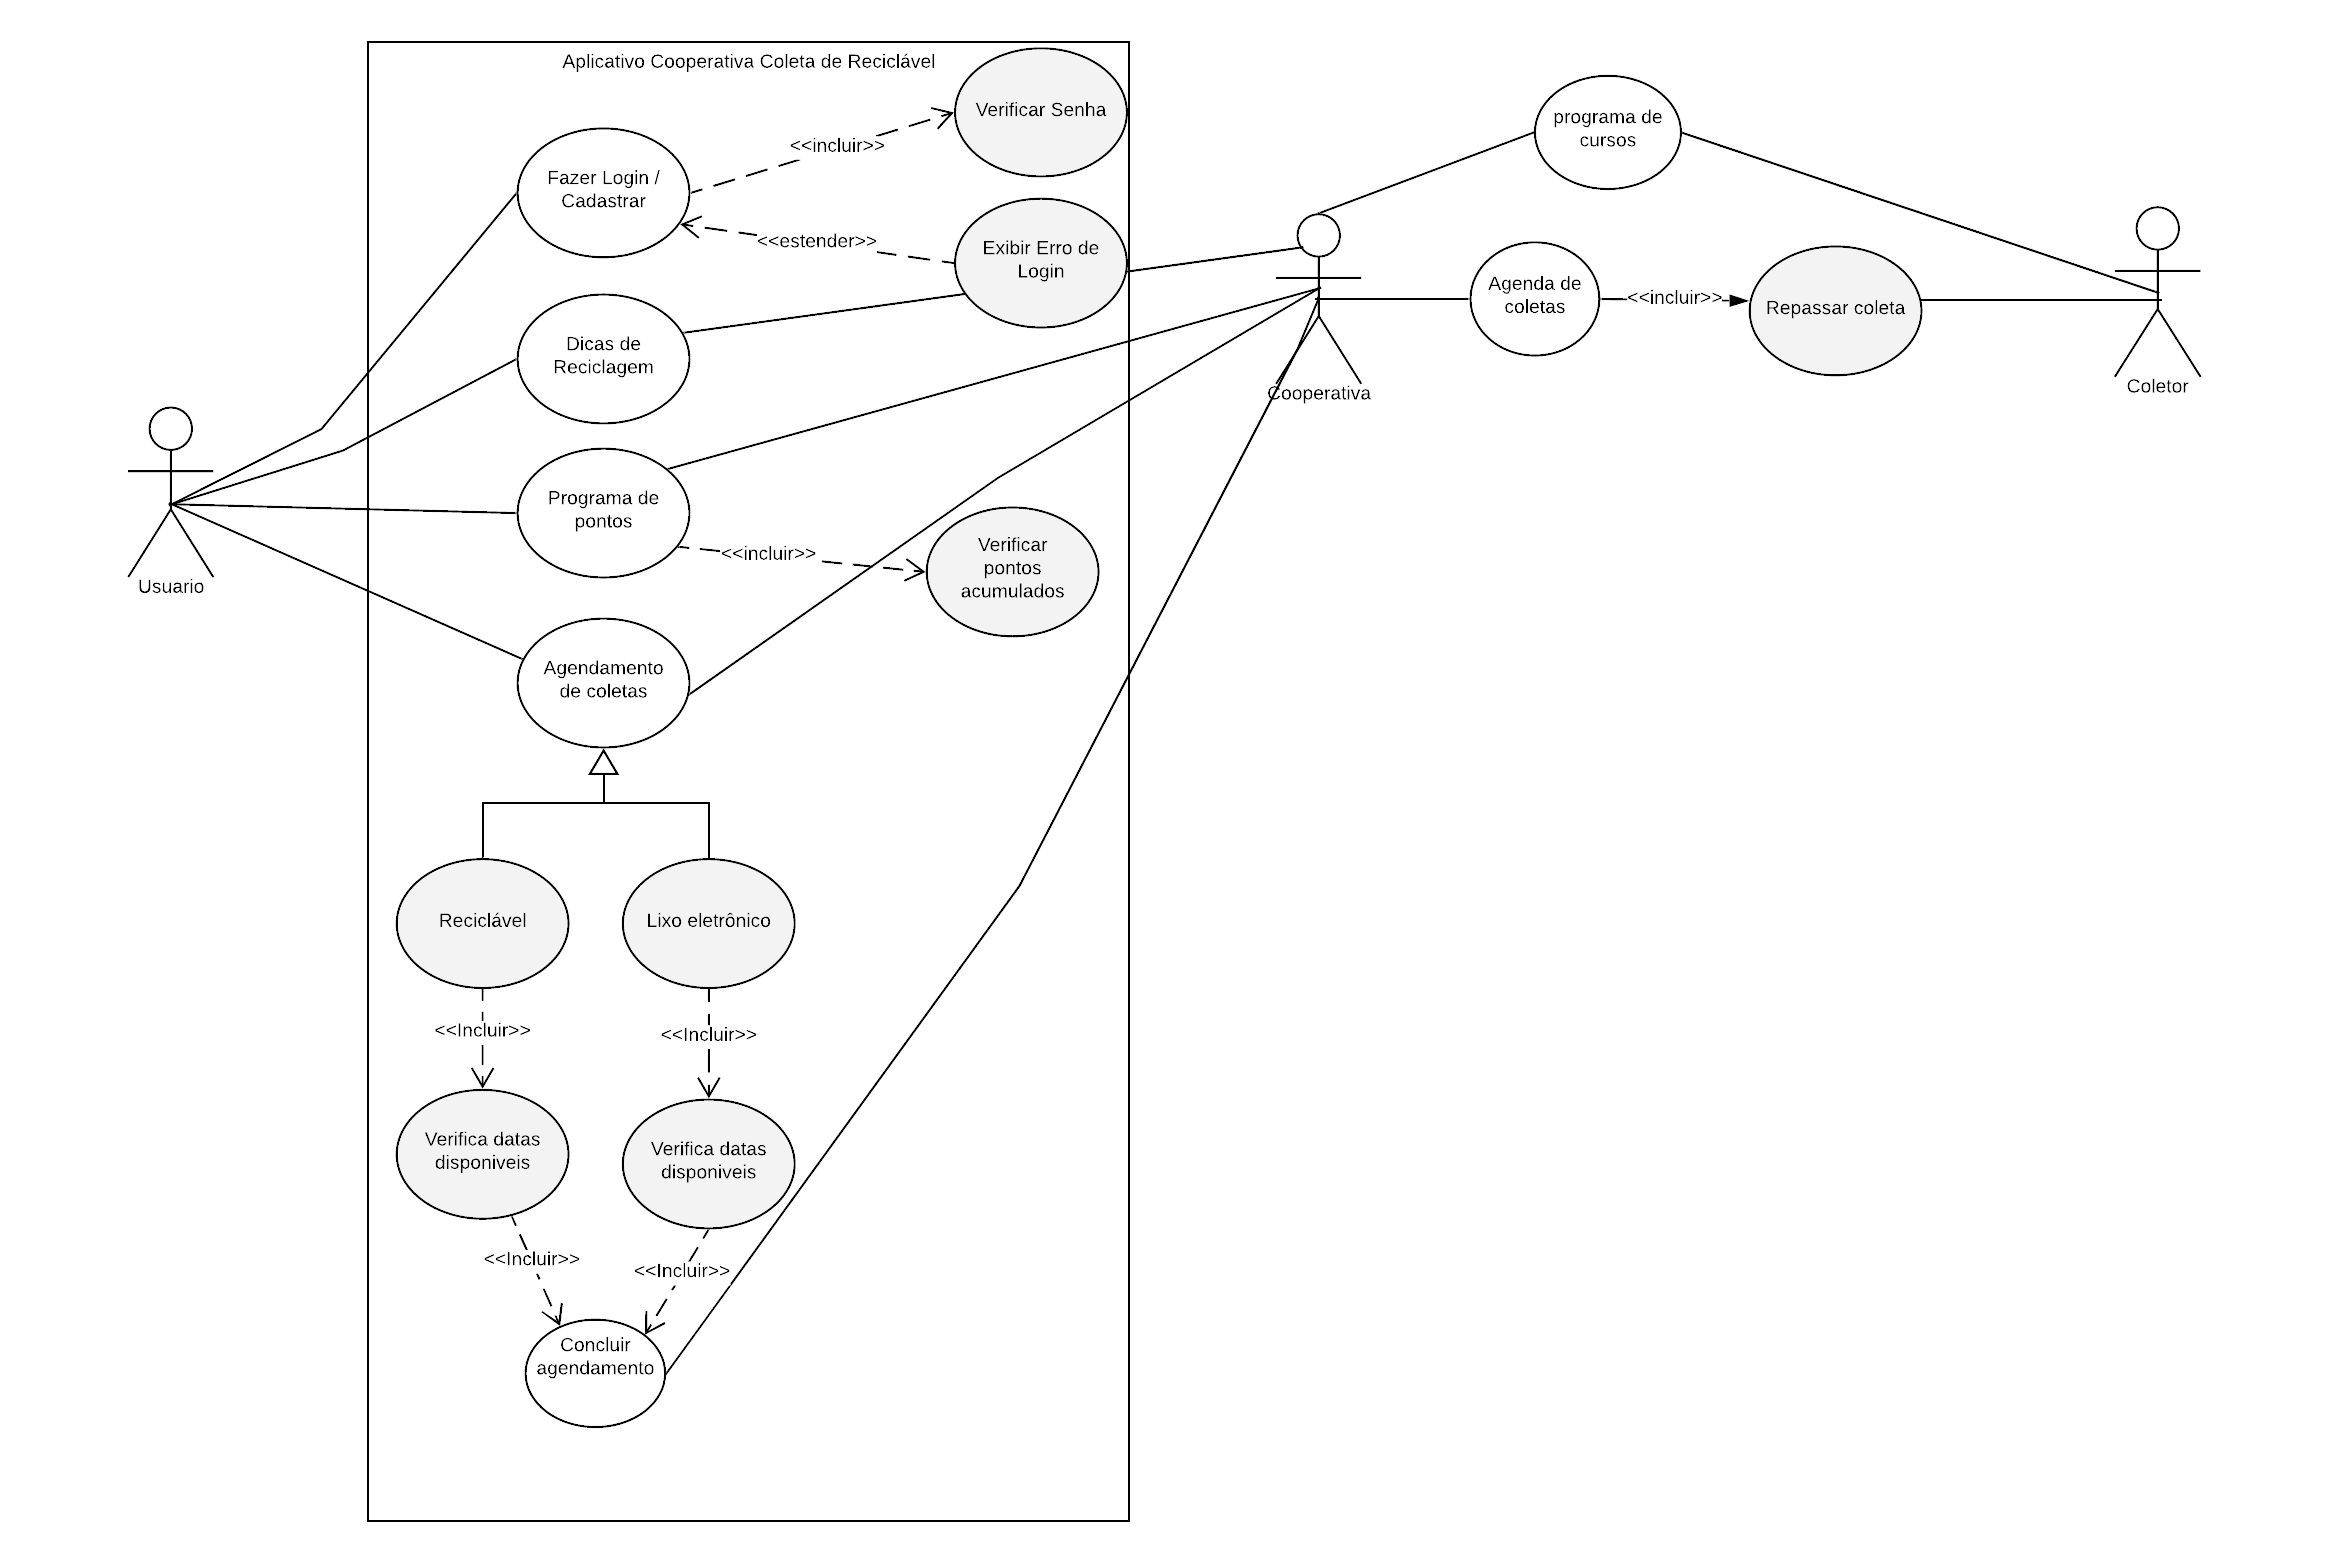 Aplicativo Cooperativa Coleta de Reciclável
Verificar Senha
<<incluir>>
Fazer Login /
Cadastrar
<<estender>>
Exibir Erro de
Login
Dicas de
Reciclagem
Programa de
pontos
<<incluir>>
Verificar
pontos
acumulados
Usuario
Agendamento
de coletas
Reciclável
Lixo eletrônico
<<Incluir>>
<<Incluir>>
Verifica datas
disponiveis
Verifica datas
disponiveis
<<Incluir>>
<<Incluir>>
Concluir
agendamento
programa de
cursos
Agenda de
coletas
<<incluir>>
Repassar coleta
Cooperativa
Coletor